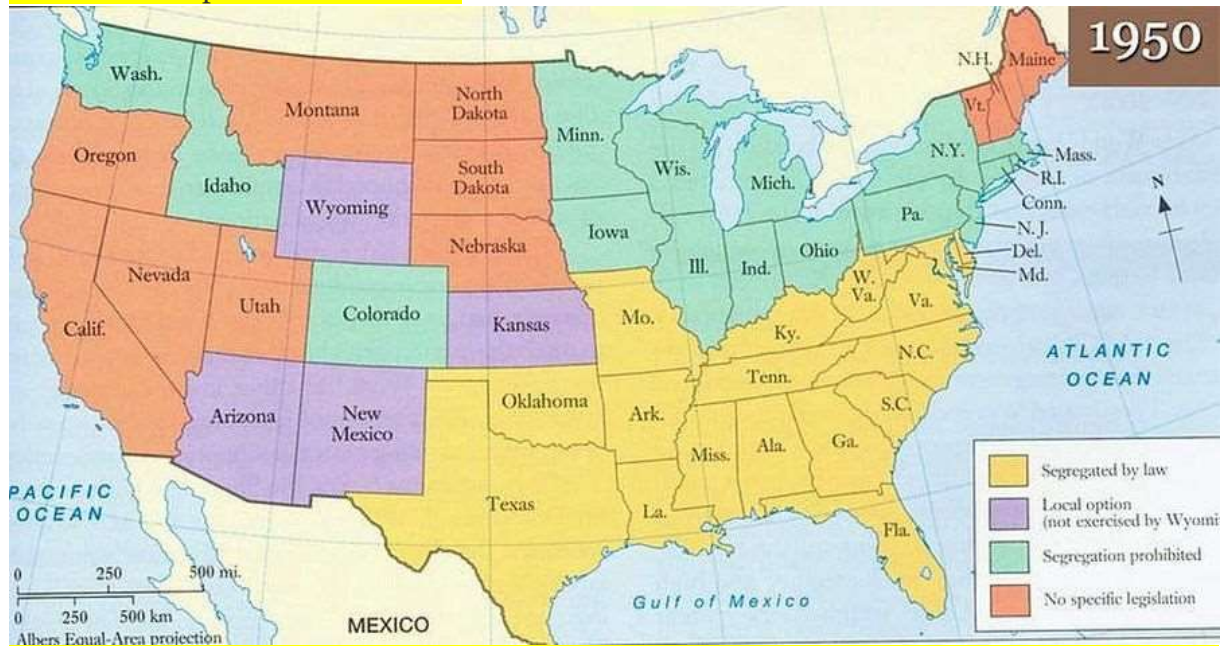 1950
Wash.
Montana
North
Dakota
Minn.
N.H.
Maine
Vt.
Oregon
Idaho
South
Dakota
Wis.
Mich.
N.Y.
Mass.
R.I.
Conn.
N
Wyoming
Nebraska
Iowa
Pa.
N. J.
Del.
Md.
Nevada
Utah
Colorado
Kansas
Ill.
Ind.
Ohio
W.
Va.
Va.
Calif.
Mo.
Ky.
N.C.
ATLANTIC
OCEAN
Arizona
New
Mexico
Oklahoma
Ark.
Tenn.
S.C.
Texas
La.
Miss.
Ala.
Ga.
Fla.
PACIFIC
OCEAN
Segregated by law
Local option
(not exercised by Wyomi
Segregation prohibited
No specific legislation
0 250 500 mi.
0 250 500 km
Albers Equal-Area projection
MEXICO
Gulf of Mexico